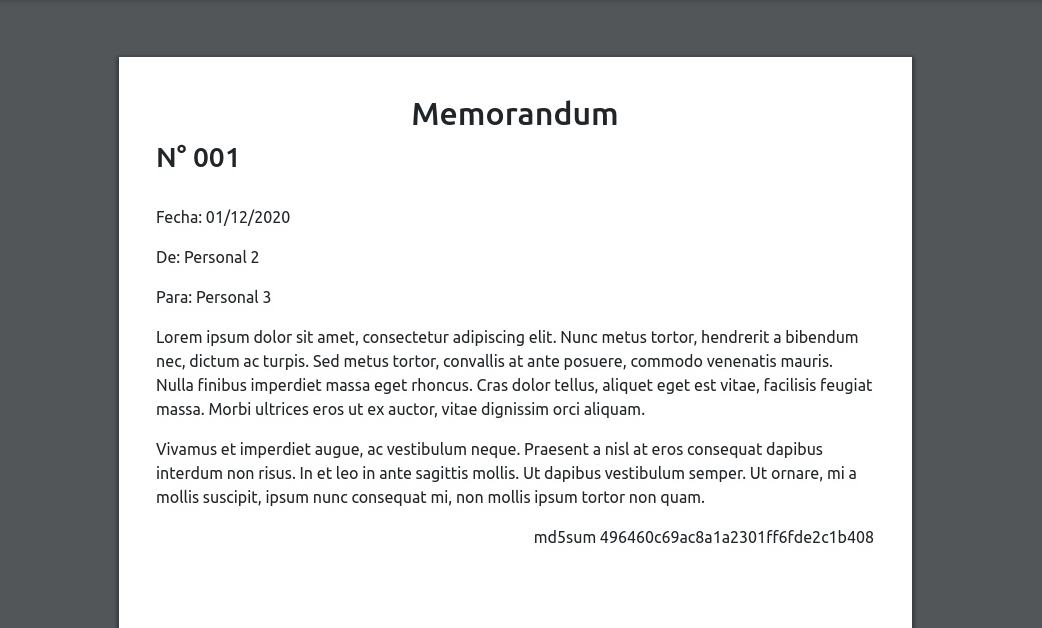 Memorandum
N° 001
Fecha: 01/12/2020
De: Personal 2
Para: Personal 3
Lorem ipsum dolor sit amet, consectetur adipiscing elit. Nunc metus tortor, hendrerit a bibendum
nec, dictum ac turpis. Sed metus tortor, convallis at ante posuere, commodo venenatis mauris.
Nulla finibus imperdiet massa eget rhoncus. Cras dolor tellus, aliquet eget est vitae, facilisis feugiat
massa. Morbi ultrices eros ut ex auctor, vitae dignissim orci aliquam.
Vivamus et imperdiet augue, ac vestibulum neque. Praesent a nisl at eros consequat dapibus
interdum non risus. In et leo in ante sagittis mollis. Ut dapibus vestibulum semper. Ut ornare, mi a
mollis suscipit, ipsum nunc consequat mi, non mollis ipsum tortor non quam.
md5sum 496460c69ac8a1a2301ff6fde2c1b408